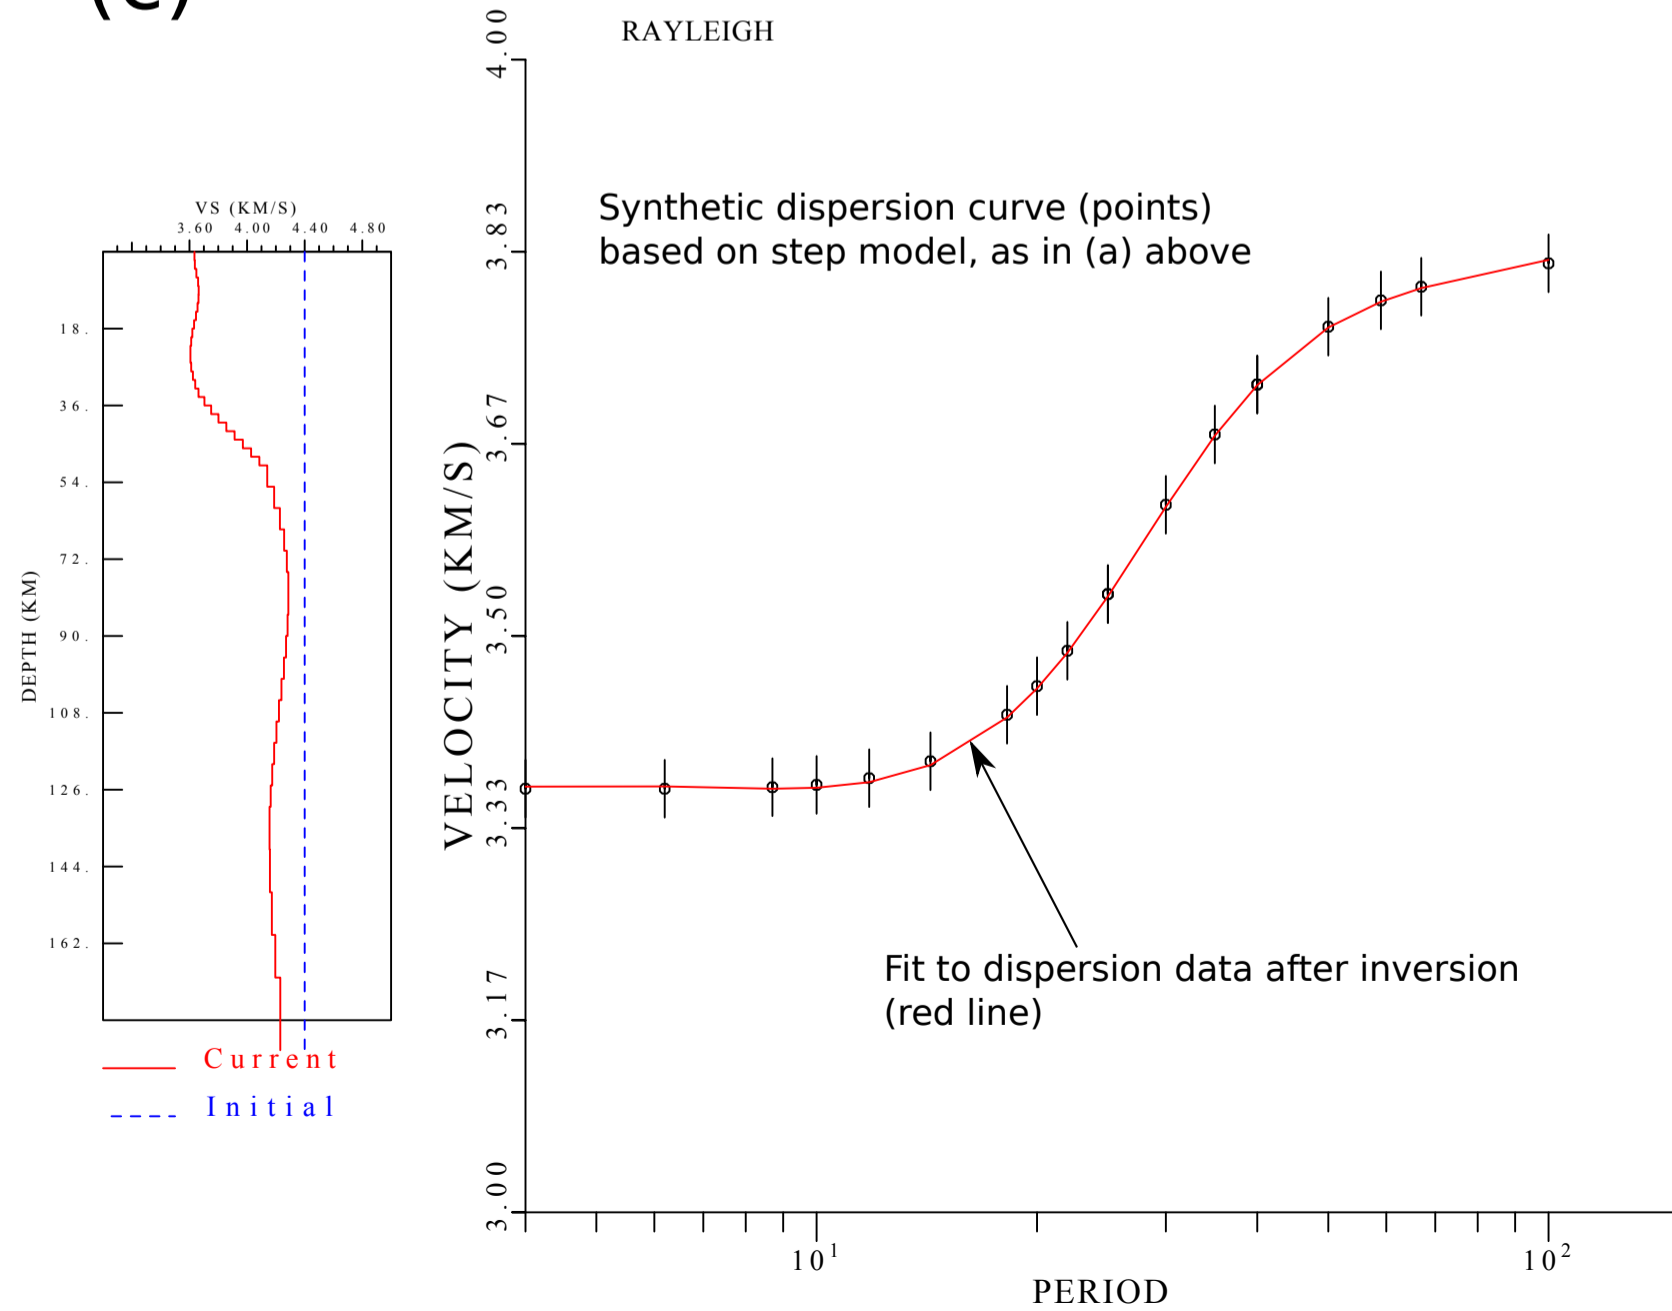 (c)
RAYLEIGH
VS (KM/S)
3.60 4.00 4.40 4.80
DEPTH (KM)
18.
36.
54.
72.
90.
108.
126.
144.
162.
Current
Initial
VELOCITY (KM/S)
4.00
3.83
3.67
3.50
3.33
3.17
3.00
Synthetic dispersion curve (points)
based on step model, as in (a) above
Fit to dispersion data after inversion
(red line)
10¹ 10²
PERIOD